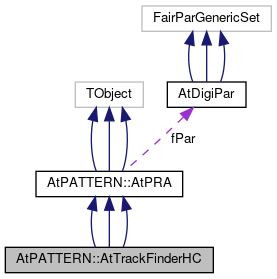 FairParGenericSet
TObject
AtDigiPar
fPar
AtPATTERN::AtPRA
AtPATTERN::AtTrackFinderHC